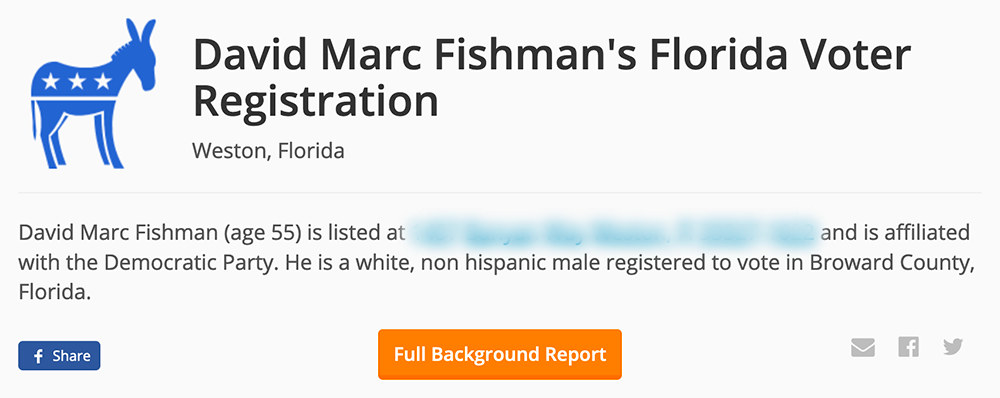 David Marc Fishman's Florida Voter
Registration
Weston, Florida
David Marc Fishman (age 55) is listed at and is affiliated
with the Democratic Party. He is a white, non hispanic male registered to vote in Broward County,
Florida.
f Share
Full Background Report